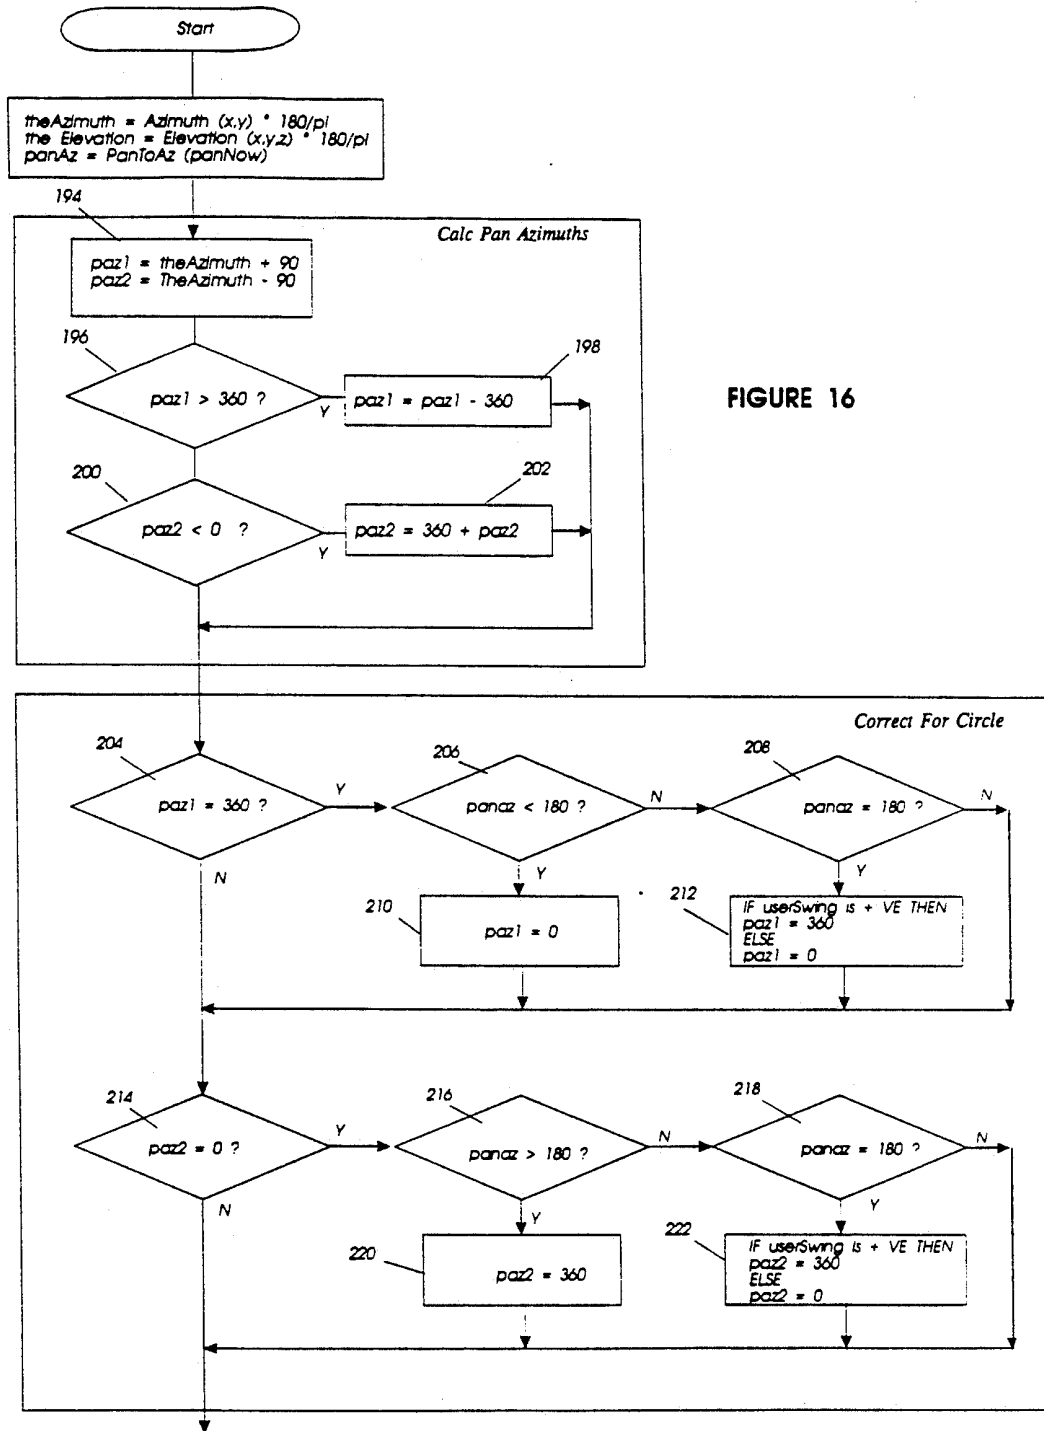 Start
theAzimuth = Azimuth (x,y) * 180/pi
the Elevation = Elevation (x,y,z) * 180/pi
panAz = PanToAz (panNow)
194
Calc Pan Azimuths
paz1 = theAzimuth + 90
paz2 = TheAzimuth - 90
196
198
paz1 > 360 ?
Y
paz1 = paz1 - 360
FIGURE 16
200
202
paz2 < 0 ?
Y
paz2 = 360 + paz2
Correct For Circle
204
206
208
paz1 = 360 ?
Y
panaz < 180 ?
N
panaz = 180 ?
N
N
Y
Y
210
paz1 = 0
212
IF userSwing is + VE THEN
paz1 = 360
ELSE
paz1 = 0
214
216
218
paz2 = 0 ?
Y
panaz > 180 ?
N
panaz = 180 ?
N
N
Y
Y
220
paz2 = 360
222
IF userSwing is + VE THEN
paz2 = 360
ELSE
paz2 = 0